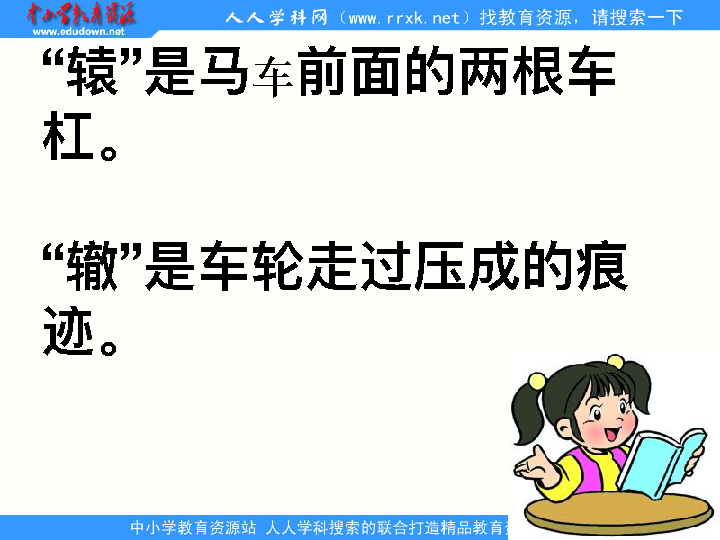 中小学教育资源
www.edudown.net
人人学科网（www.rrxk.net）找教育资源，请搜索一下
“辕”是马车前面的两根车
杠。
“辙”是车轮走过压成的痕
迹。
中小学教育资源站 人人学科搜索的联合打造精品教育